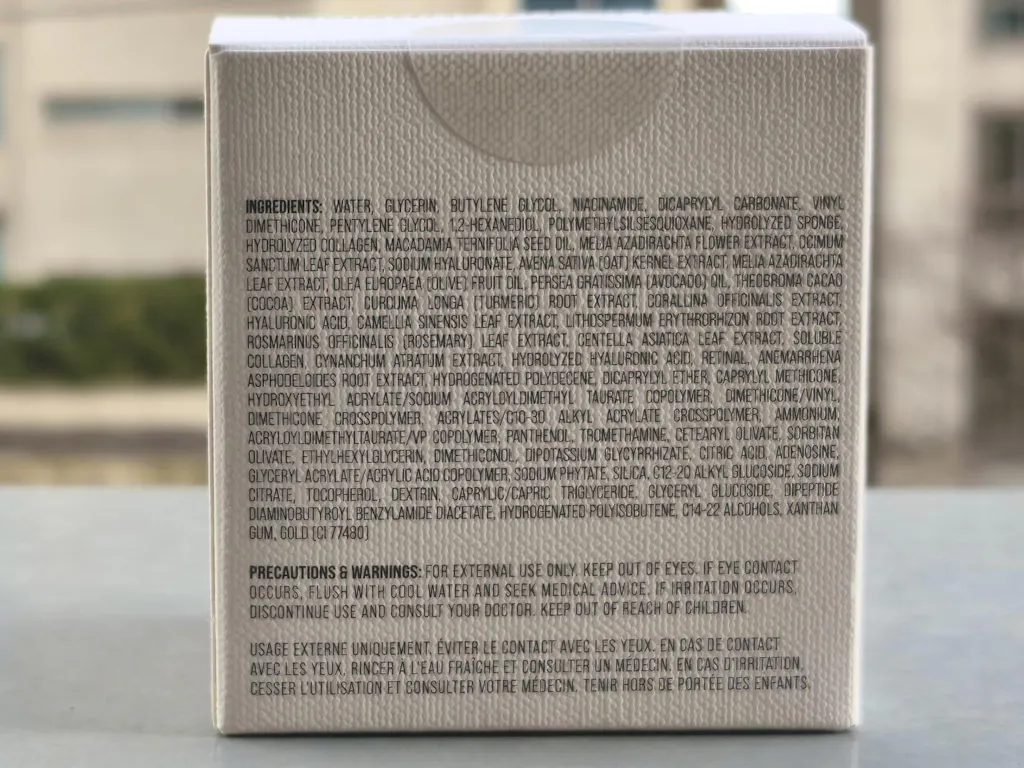 INGREDIENTS: WATER, GLYCERIN, BUTYLENE GLYCOL, NIACINAMIDE, DICAPRYLYL CARBONATE, VINYL
DIMETHICONE, PENTYLENE GLYCOL, 1,2-HEXANEDIOL, POLYMETHYLSILSESQUIOXANE, HYDROLYZED SPONGE,
HYDROLYZED COLLAGEN, MACADAMIA TERNIFOLIA SEED OIL, MELIA AZADIRACHTA FLOWER EXTRACT, OCIMUM
SANCTUM LEAF EXTRACT, SODIUM HYALURONATE, AVENA SATIVA (OAT) KERNEL EXTRACT, MELIA AZADIRACHTA
LEAF EXTRACT, OLEA EUROPAEA (OLIVE) FRUIT OIL, PERSEA GRATISSIMA (AVOCADO) OIL, THEOBROMA CACAO
(COCOA) EXTRACT, CURCUMA LONGA (TURMERIC) ROOT EXTRACT, CORALLINA OFFICINALIS EXTRACT,
HYALURONIC ACID, CAMELLIA SINENSIS LEAF EXTRACT, LITHOSPERMUM ERYTHRORHIZON ROOT EXTRACT,
ROSMARINUS OFFICINALIS (ROSEMARY) LEAF EXTRACT, CENTELLA ASIATICA LEAF EXTRACT, SOLUBLE
COLLAGEN, CYNANCHUM ATRATUM EXTRACT, HYDROLYZED HYALURONIC ACID, RETINAL, ANEMARRHENA
ASPHODELOIDES ROOT EXTRACT, HYDROGENATED POLYDECENE, DICAPRYLYL ETHER, CAPRYLYL METHICONE,
HYDROXYETHYL ACRYLATE/SODIUM ACRYLOYLDIMETHYL TAURATE COPOLYMER, DIMETHICONE/VINYL,
DIMETHICONE CROSSPOLYMER, ACRYLATES/C10-30 ALKYL ACRYLATE CROSSPOLYMER, AMMONIUM,
ACRYLOYLDIMETHYLTAURATE/VP COPOLYMER, PANTHENOL, TROMETHAMINE, CETEARYL OLIVATE, SORBITAN
OLIVATE, ETHYLHEXYLGLYCERIN, DIMETHICONOL, DIPOTASSIUM GLYCYRRHIZATE, CITRIC ACID, ADENOSINE,
GLYCERYL ACRYLATE/ACRYLIC ACID COPOLYMER, SODIUM PHYTATE, SILICA, C12-20 ALKYL GLUCOSIDE, SODIUM
CITRATE, TOCOPHEROL, DEXTRIN, CAPRYLIC/CAPRIC TRIGLYCERIDE, GLYCERYL GLUCOSIDE, DIPEPTIDE
DIAMINOBUTYROYL BENZYLAMIDE DIACETATE, HYDROGENATED POLYISOBUTENE, C14-22 ALCOHOLS, XANTHAN
GUM, GOLD (CI 77480)
PRECAUTIONS & WARNINGS: FOR EXTERNAL USE ONLY. KEEP OUT OF EYES. IF EYE CONTACT
OCCURS, FLUSH WITH COOL WATER AND SEEK MEDICAL ADVICE. IF IRRITATION OCCURS,
DISCONTINUE USE AND CONSULT YOUR DOCTOR. KEEP OUT OF REACH OF CHILDREN.
USAGE EXTERNE UNIQUEMENT, ÉVITER LE CONTACT AVEC LES YEUX. EN CAS DE CONTACT
AVEC LES YEUX, RINCER À L'EAU FRAÎCHE ET CONSULTER UN MEDECIN. EN CAS D'IRRITATION,
CESSER L'UTILISATION ET CONSULTER VOTRE MÉDECIN. TENIR HORS DE PORTÉE DES ENFANTS.